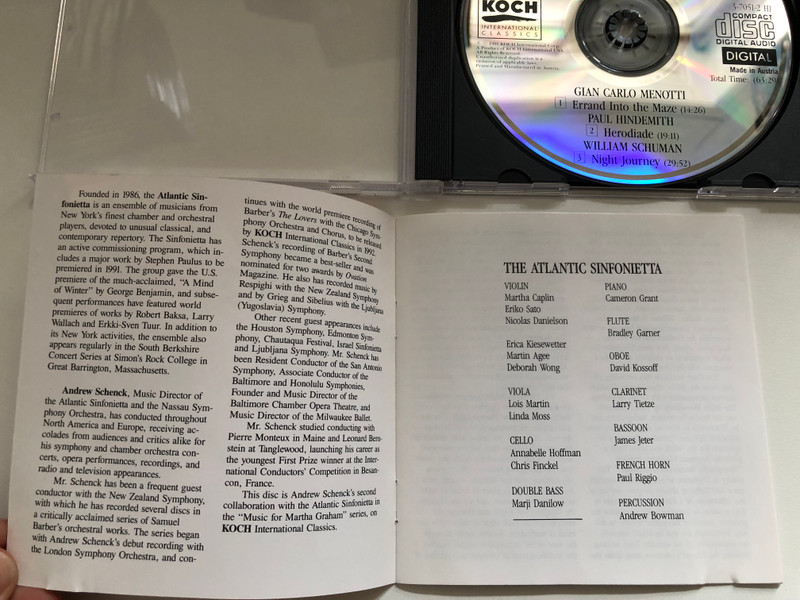 KOCH
INTERNATIONAL
CLASSICS
3-7051-2 H1
COMPACT
disc
DIGITAL AUDIO
DIGITAL
Made in Austria
Total Time: (63:29)
GIAN CARLO MENOTTI
1 Errand Into the Maze (14:26)
PAUL HINDEMITH
2 Herodiade (19:11)
WILLIAM SCHUMAN
3 Night Journey (29:52)
Founded in 1986, the Atlantic Sin-
fonietta is an ensemble of musicians from
New York's finest chamber and orchestral
players, devoted to unusual classical, and
contemporary repertory. The Sinfonietta has
an active commissioning program, which in-
cludes a major work by Stephen Paulus to be
premiered in 1991. The group gave the U.S.
premiere of the much-acclaimed, "A Mind
of Winter" by George Benjamin, and subse-
quent performances have featured world
premieres of works by Robert Baksa, Larry
Wallach and Erkki-Sven Tuur. In addition to
its New York activities, the ensemble also
appears regularly in the South Berkshire
Concert Series at Simon's Rock College in
Great Barrington, Massachusetts.
Andrew Schenck, Music Director of
the Atlantic Sinfonietta and the Nassau Sym-
phony Orchestra, has conducted throughout
North America and Europe, receiving ac-
colades from audiences and critics alike for
his symphony and chamber orchestra con-
certs, opera performances, recordings, and
radio and television appearances.
Mr. Schenck has been a frequent guest
conductor with the New Zealand Symphony,
with which he has recorded several discs in
a critically acclaimed series of Samuel
Barber's orchestral works. The series began
with Andrew Schenck's debut recording with
the London Symphony Orchestra, and con-
tinues with the world premiere recording of
Barber's The Lovers with the Chicago Sym-
phony Orchestra and Chorus, to be released
by KOCH International Classics in 1992.
Schenck's recording of Barber's Second
Symphony became a best-seller and was
nominated for two awards by Ovation
Magazine. He also has recorded music by
Respighi with the New Zealand Symphony
and by Grieg and Sibelius with the Ljubljana
(Yugoslavia) Symphony.
Other recent guest appearances include
the Houston Symphony, Edmonton Sym-
phony, Chautaqua Festival, Israel Sinfonietta
and Ljubljana Symphony. Mr. Schenck has
been Resident Conductor of the San Antonio
Symphony, Associate Conductor of the
Baltimore and Honolulu Symphonies,
Founder and Music Director of the
Baltimore Chamber Opera Theatre, and
Music Director of the Milwaukee Ballet.
Mr. Schenck studied conducting with
Pierre Monteux in Maine and Leonard Bern-
stein at Tanglewood, launching his career as
the youngest First Prize winner at the Inter-
national Conductors' Competition in Besan-
con, France.
This disc is Andrew Schenck's second
collaboration with the Atlantic Sinfonietta in
the "Music for Martha Graham" series, on
KOCH International Classics.
THE ATLANTIC SINFONIETTA
VIOLIN
Martha Caplin
Eriko Sato
Nicolas Danielson
Erica Kiesewetter
Martin Agee
Deborah Wong
VIOLA
Lois Martin
Linda Moss
CELLO
Annabelle Hoffman
Chris Finckel
DOUBLE BASS
Marji Danilow
PIANO
Cameron Grant
FLUTE
Bradley Garner
OBOE
David Kossoff
CLARINET
Larry Tietze
BASSOON
James Jeter
FRENCH HORN
Paul Riggio
PERCUSSION
Andrew Bowman